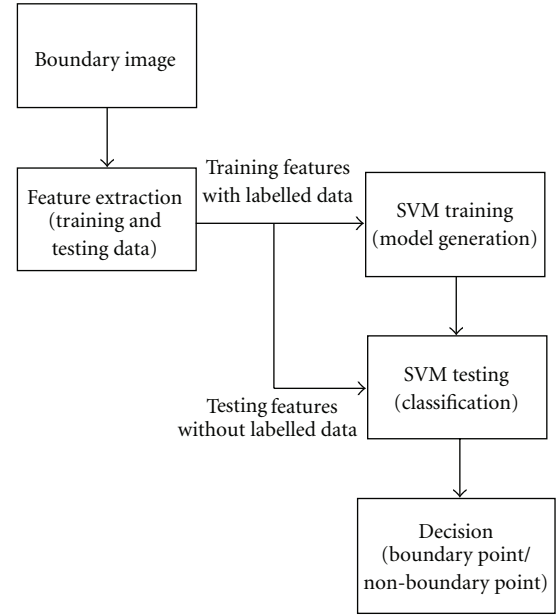 Boundary image
Feature extraction
(training and
testing data)
Training features
with labelled data
SVM training
(model generation)
SVM testing
(classification)
Testing features
without labelled data
Decision
(boundary point/
non-boundary point)